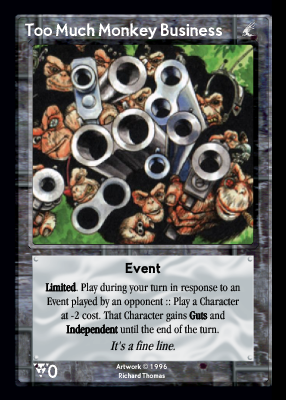 Too Much Monkey Business
Event
Limited. Play during your turn in response to an
Event played by an opponent :: Play a Character
at -2 cost. That Character gains Guts and
Independent until the end of the turn.
It's a fine line.
0
Artwork © 1996
Richard Thomas